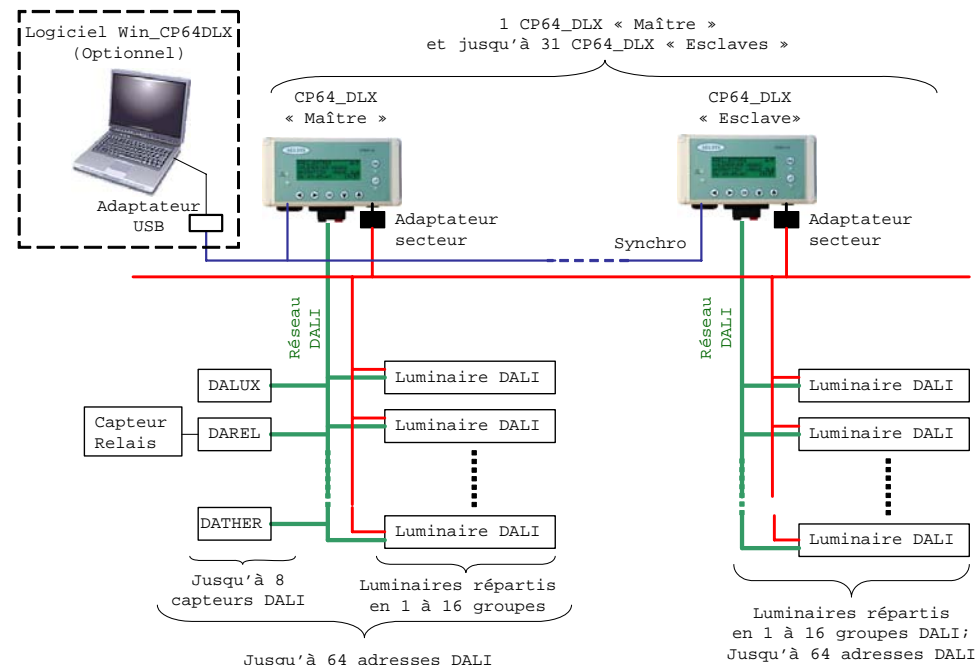 1 CP64_DLX « Maître »
et jusqu'à 31 CP64_DLX « Esclaves »
Logiciel Win_CP64DLX
(Optionnel)
Adaptateur
USB
CP64_DLX
« Maître »
Adaptateur
secteur
CP64_DLX
« Esclave»
Adaptateur
secteur
Synchro
Réseau
DALI
DALUX
Capteur
Relais
DAREL
DATHER
Luminaire DALI
Luminaire DALI
Luminaire DALI
Réseau
DALI
Luminaire DALI
Luminaire DALI
Luminaire DALI
Jusqu'à 8
capteurs DALI
Luminaires répartis
en 1 à 16 groupes
Jusqu'à 64 adresses DALI
Luminaires répartis
en 1 à 16 groupes DALI;
Jusqu'à 64 adresses DALI